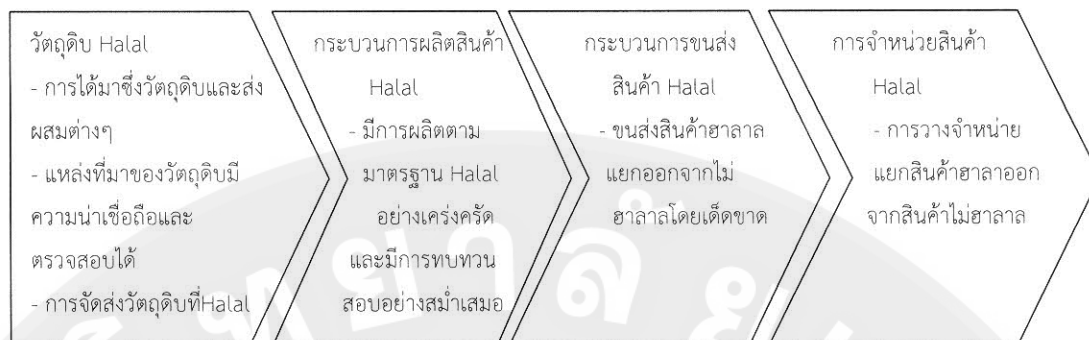 วัตถุดิบ Halal
- การได้มาซึ่งวัตถุดิบและส่ง
ผสมต่างๆ
- แหล่งที่มาของวัตถุดิบมี
ความน่าเชื่อถือและ
ตรวจสอบได้
- การจัดส่งวัตถุดิบที่Halal
กระบวนการผลิตสินค้า
Halal
- มีการผลิตตาม
มาตรฐาน Halal
อย่างเคร่งครัด
และมีการทบทวน
สอบอย่างสม่ำเสมอ
กระบวนการขนส่ง
สินค้า Halal
- ขนส่งสินค้าฮาลาล
แยกออกจากไม่
ฮาลาลโดยเด็ดขาด
การจำหน่วยสินค้า
Halal
- การวางจำหน่าย
แยกสินค้าฮาลาออก
จากสินค้าไม่ฮาลาล